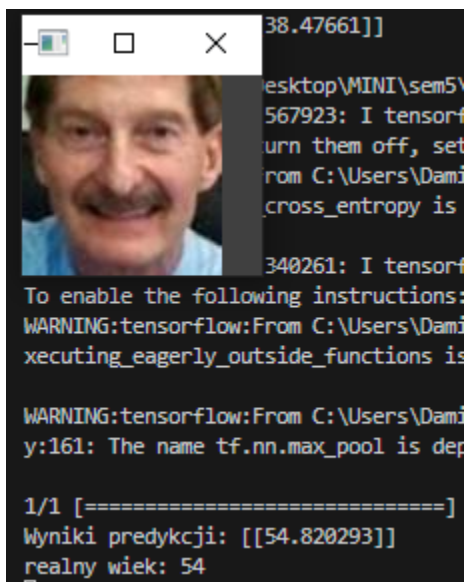 38.47661]]
esktop\MINI\sem5\
567923: I tensorf
urn them off, set
rom C:\Users\Dami
_cross_entropy is
340261: I tensorf
To enable the following instructions:
WARNING:tensorflow:From C:\Users\Dami
xecuting_eagerly_outside_functions is
WARNING:tensorflow:From C:\Users\Dami
y:161: The name tf.nn.max_pool is dep
1/1 [==============================]
Wyniki predykcji: [[54.820293]]
realny wiek: 54